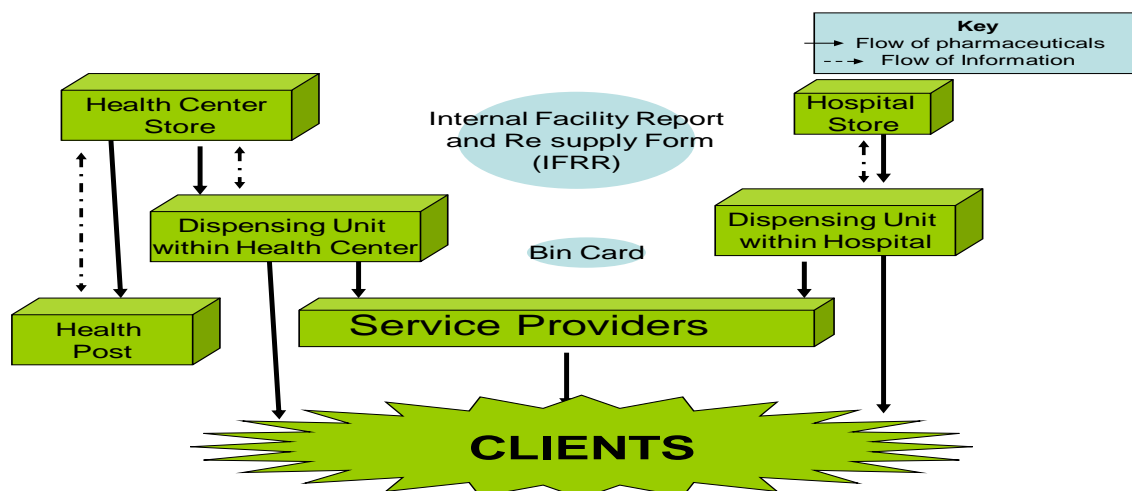 Key
Flow of pharmaceuticals
Flow of Information
Health Center
Store
Internal Facility Report
and Re supply Form
(IFRR)
Hospital
Store
Dispensing Unit
within Health Center
Dispensing Unit
within Hospital
Bin Card
Health
Post
Service Providers
CLIENTS